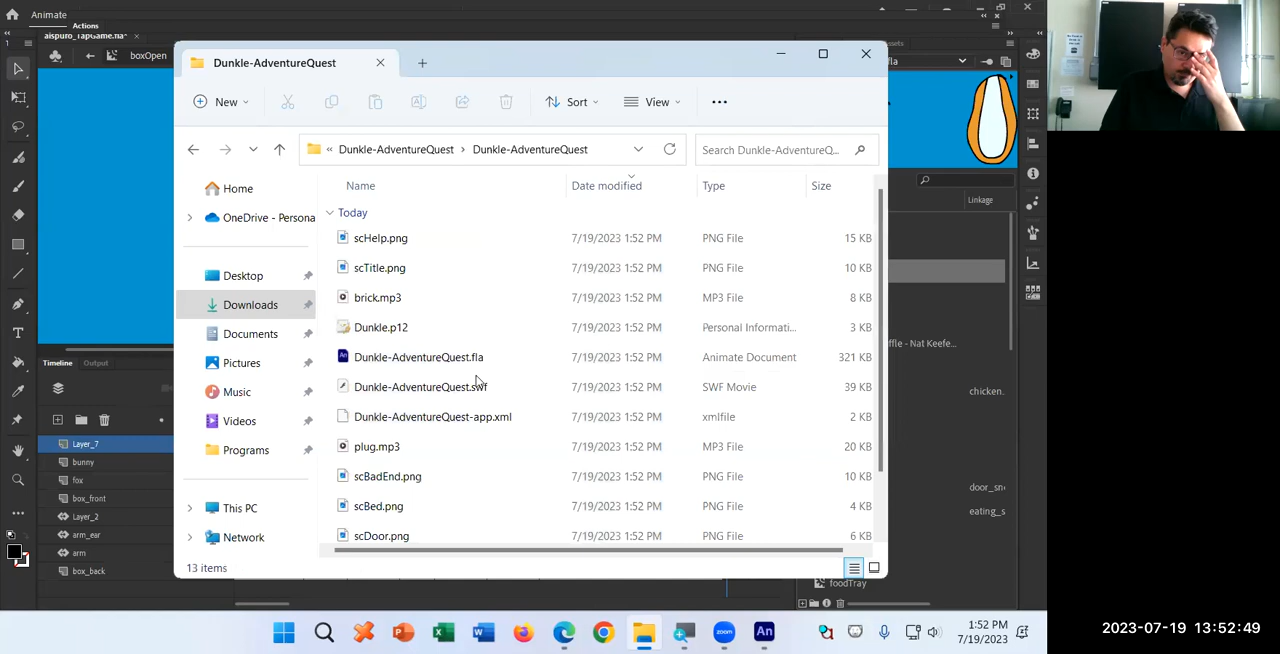 Animate
Actions
aispuro_TapGame.fla*
boxOpen
Dunkle-AdventureQuest
New
Sort
View
« Dunkle-AdventureQuest > Dunkle-AdventureQuest
Search Dunkle-AdventureQ...
Home
OneDrive - Persona
Desktop
Downloads
Documents
Pictures
Music
Videos
Programs
This PC
Network
Name Date modified Type Size
Today
scHelp.png 7/19/2023 1:52 PM PNG File 15 KB
scTitle.png 7/19/2023 1:52 PM PNG File 10 KB
brick.mp3 7/19/2023 1:52 PM MP3 File 8 KB
Dunkle.p12 7/19/2023 1:52 PM Personal Informati... 3 KB
Dunkle-AdventureQuest.fla 7/19/2023 1:52 PM Animate Document 321 KB
Dunkle-AdventureQuest.swf 7/19/2023 1:52 PM SWF Movie 39 KB
Dunkle-AdventureQuest-app.xml 7/19/2023 1:52 PM xmlfile 2 KB
plug.mp3 7/19/2023 1:52 PM MP3 File 20 KB
scBadEnd.png 7/19/2023 1:52 PM PNG File 10 KB
scBed.png 7/19/2023 1:52 PM PNG File 4 KB
scDoor.png 7/19/2023 1:52 PM PNG File 6 KB
13 items
Timeline Output
Layer_7
bunny
fox
box_front
Layer_2
arm_ear
arm
box_back
fla
Linkage
ffle - Nat Keefe...
chicken.
door_sn
eating_s
foodTray
1:52 PM
7/19/2023
2023-07-19 13:52:49